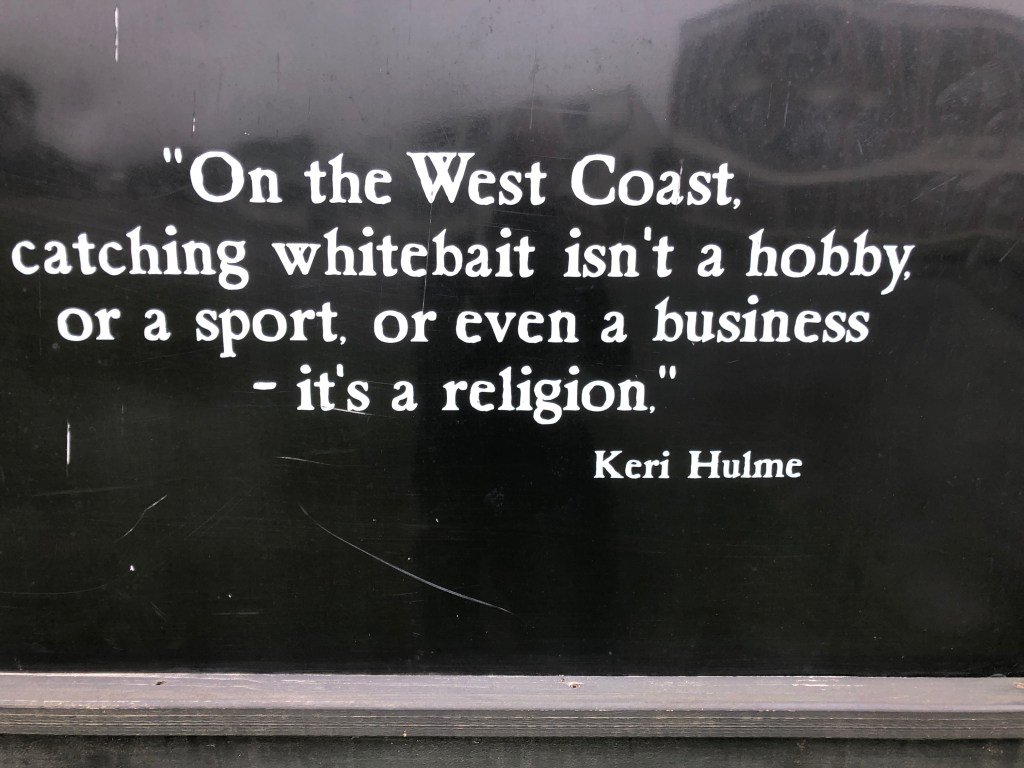 "On the West Coast,
catching whitebait isn't a hobby,
or a sport, or even a business
- it's a religion,"
Keri Hulme